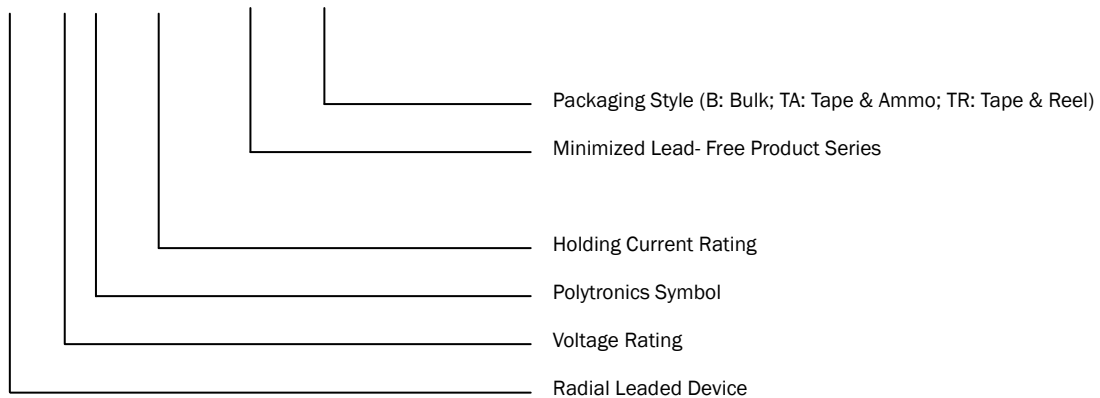 Packaging Style (B: Bulk; TA: Tape & Ammo; TR: Tape & Reel)
Minimized Lead- Free Product Series
Holding Current Rating
Polytronics Symbol
Voltage Rating
Radial Leaded Device